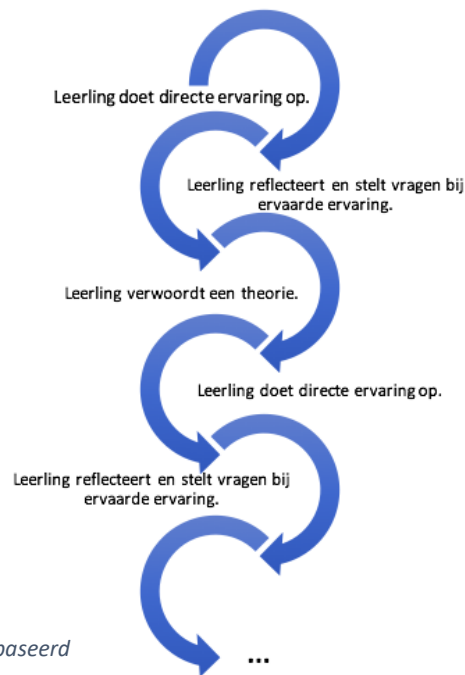 Leerling doet directe ervaring op.
Leerling reflecteert en stelt vragen bij
ervaarde ervaring.
Leerling verwoordt een theorie.
Leerling doet directe ervaring op.
Leerling reflecteert en stelt vragen bij
ervaarde ervaring.
...